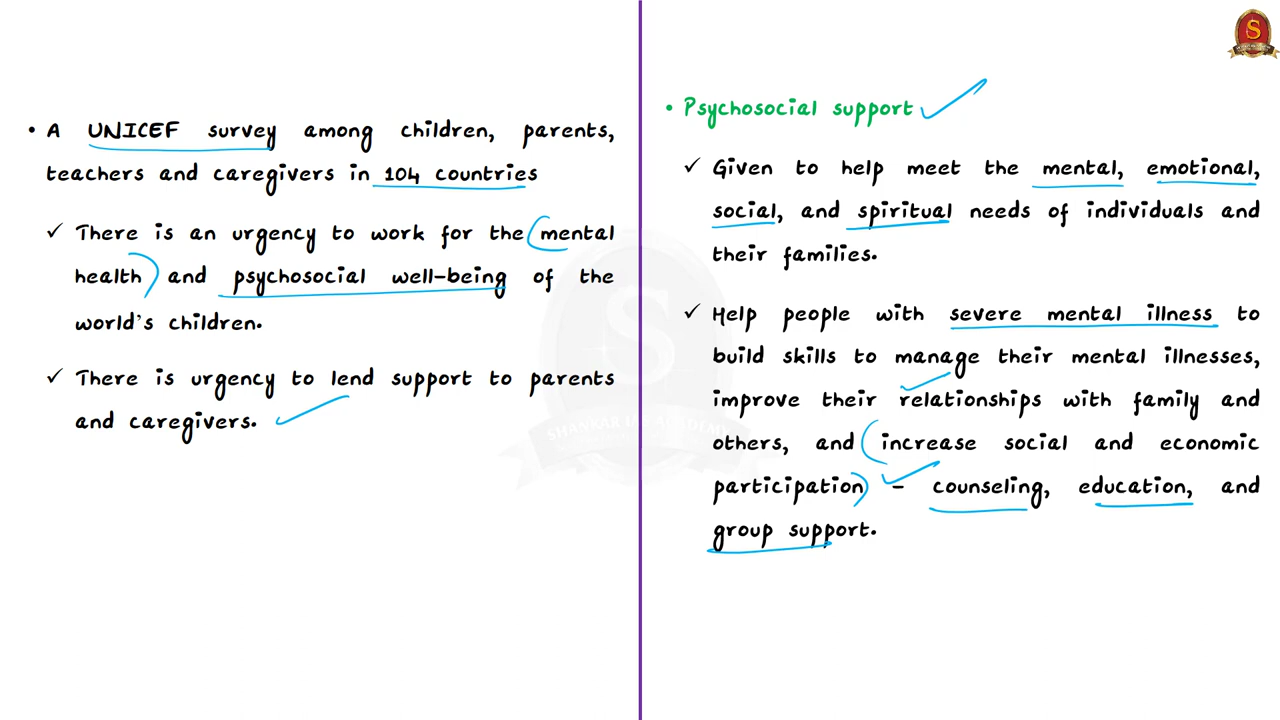 • A UNICEF survey among children, parents,
teachers and caregivers in 104 countries
✓ There is an urgency to work for the mental
health and psychosocial well-being of the
world's children.
✓ There is urgency to lend support to parents
and caregivers.
• Psychosocial support
✓ Given to help meet the mental, emotional,
social, and spiritual needs of individuals and
their families.
✓ Help people with severe mental illness to
build skills to manage their mental illnesses,
improve their relationships with family and
others, and increase social and economic
participation – counseling, education, and
group support.
S
SHANKAR IAS ACADEMY